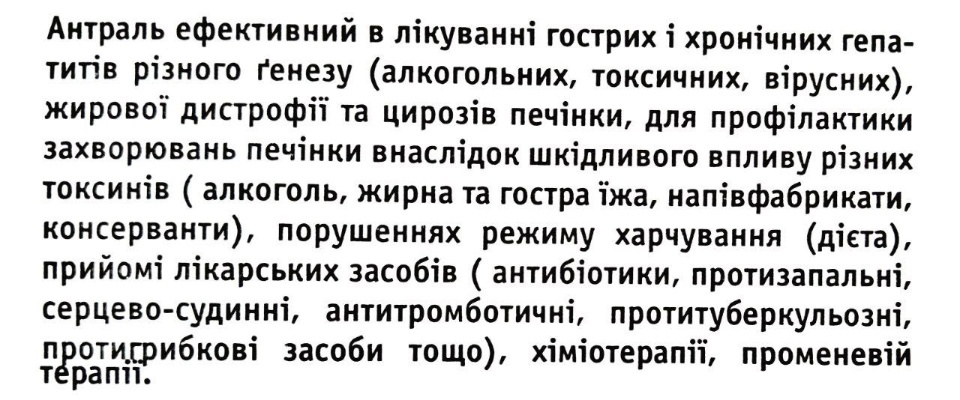 Антраль ефективний в лікуванні гострих і хронічних гепа-
титів різного ґенезу (алкогольних, токсичних, вірусних),
жирової дистрофії та цирозів печінки, для профілактики
захворювань печінки внаслідок шкідливого впливу різних
токсинів ( алкоголь, жирна та гостра їжа, напівфабрикати,
консерванти), порушеннях режиму харчування (дієта),
прийомі лікарських засобів ( антибіотики, протизапальні,
серцево-судинні, антитромботичні, протитуберкульозні,
протигрибкові засоби тощо), хіміотерапії, променевій
терапії.